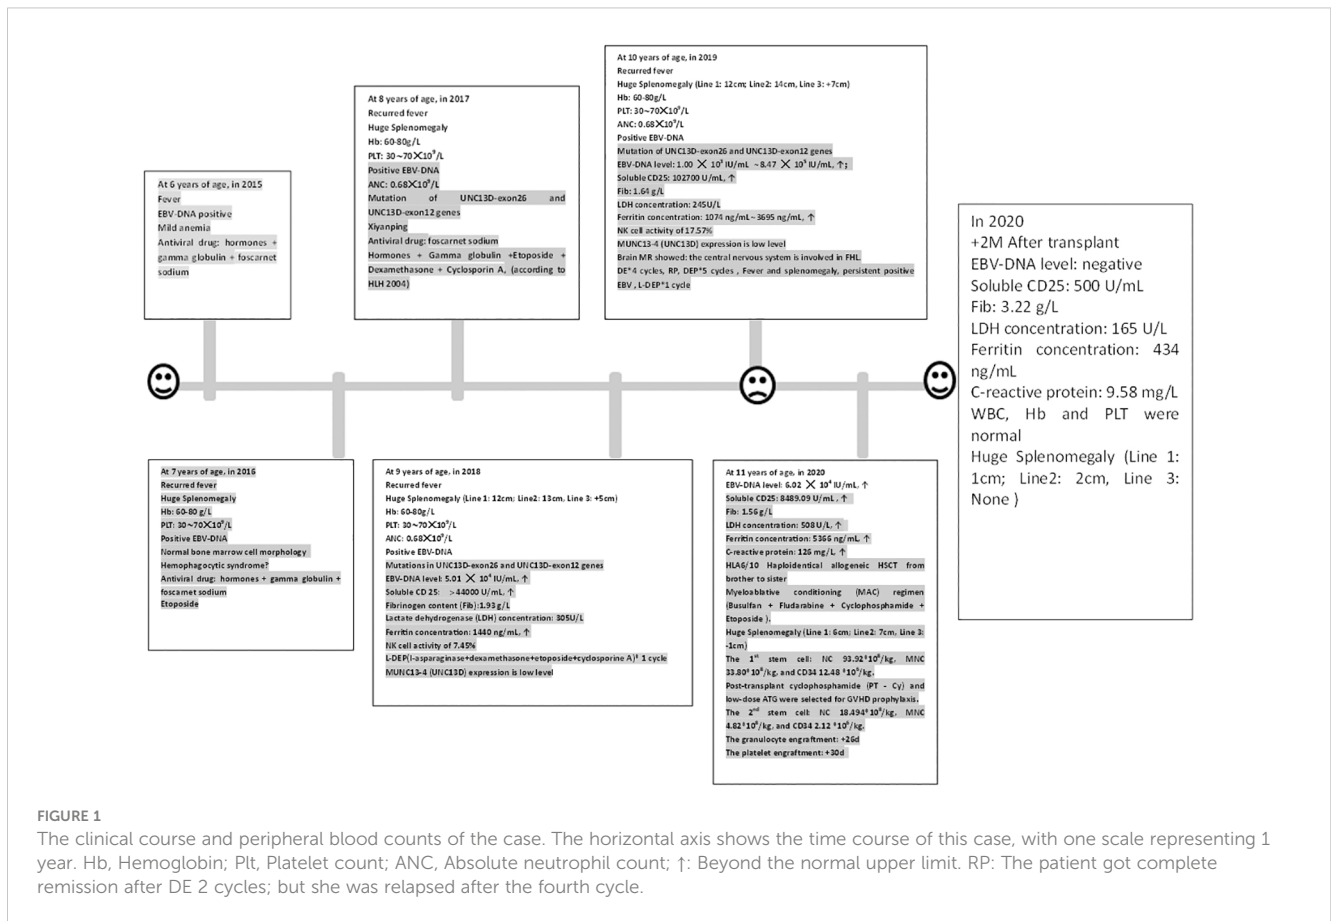 At 6 years of age, in 2015
Fever
EBV-DNA positive
Mild anemia
Antiviral drug: hormones +
gamma globulin + foscarnet
sodium
At 7 years of age, in 2016
Recurred fever
Huge Splenomegaly
Hb: 60-80 g/L
PLT: 30~70✕10⁹/L
Positive EBV-DNA
Normal bone marrow cell morphology
Hemophagocytic syndrome?
Antiviral drug: hormones + gamma globulin +
foscarnet sodium
Etoposide
At 8 years of age, in 2017
Recurred fever
Huge Splenomegaly
Hb: 60-80g/L
PLT: 30~70✕10⁹/L
Positive EBV-DNA
ANC: 0.68✕10⁹/L
Mutation of UNC13D-exon26 and
UNC13D-exon12 genes
Xiyanping
Antiviral drug: foscarnet sodium
Hormones + Gamma globulin +Etoposide +
Dexamethasone + Cyclosporin A, (according to
HLH 2004)
At 9 years of age, in 2018
Recurred fever
Huge Splenomegaly (Line 1: 12cm; Line2: 13cm, Line 3: +5cm)
Hb: 60-80g/L
PLT: 30~70✕10⁹/L
ANC: 0.68✕10⁹/L
Positive EBV-DNA
Mutations in UNC13D-exon26 and UNC13D-exon12 genes
EBV-DNA level: 5.01 ✕ 10⁴ IU/mL, ↑
Soluble CD 25: >44000 U/mL, ↑
Fibrinogen content (Fib):1.93 g/L
Lactate dehydrogenase (LDH) concentration: 305U/L
Ferritin concentration: 1440 ng/mL, ↑
NK cell activity of 7.45%
L-DEP(l-asparaginase+dexamethasone+etoposide+cyclosporine A)* 1 cycle
MUNC13-4 (UNC13D) expression is low level
At 10 years of age, in 2019
Recurred fever
Huge Splenomegaly (Line 1: 12cm; Line2: 14cm, Line 3: +7cm)
Hb: 60-80g/L
PLT: 30~70✕10⁹/L
ANC: 0.68✕10⁹/L
Positive EBV-DNA
Mutation of UNC13D-exon26 and UNC13D-exon12 genes
EBV-DNA level: 1.00 ✕ 10³ IU/mL ~8.47 ✕ 10⁵ IU/mL, ↑;
Soluble CD25: 102700 U/mL, ↑
Fib: 1.64 g/L
LDH concentration: 245U/L
Ferritin concentration: 1074 ng/mL~3695 ng/mL, ↑
NK cell activity of 17.57%
MUNC13-4 (UNC13D) expression is low level
Brain MR showed: the central nervous system is involved in FHL.
DE*4 cycles, RP, DEP*5 cycles , Fever and splenomegaly, persistent positive
EBV , L-DEP*1 cycle
At 11 years of age, in 2020
EBV-DNA level: 6.02 ✕ 10⁴ IU/mL, ↑
Soluble CD25: 8489.09 U/mL , ↑
Fib: 1.56 g/L
LDH concentration: 508U/L, ↑
Ferritin concentration: 5366 ng/mL, ↑
C-reactive protein: 126 mg/L, ↑
HLA6/10 Haploidentical allogeneic HSCT from
brother to sister
Myeloablative conditioning (MAC) regimen
(Busulfan + Fludarabine + Cyclophosphamide +
Etoposide ).
Huge Splenomegaly (Line 1: 6cm; Line2: 7cm, Line 3:
-1cm)
The 1ˢᵗ stem cell: NC 93.92*10⁸/kg, MNC
33.80*10⁸/kg, and CD34 12.48 *10⁶/kg.
Post-transplant cyclophosphamide (PT - Cy) and
low-dose ATG were selected for GVHD prophylaxis.
The 2ⁿᵈ stem cell: NC 18.494*10⁸/kg, MNC
4.82*10⁸/kg, and CD34 2.12 *10⁶/kg.
The granulocyte engraftment: +26d
The platelet engraftment: +30d
In 2020
+2M After transplant
EBV-DNA level: negative
Soluble CD25: 500 U/mL
Fib: 3.22 g/L
LDH concentration: 165 U/L
Ferritin concentration: 434
ng/mL
C-reactive protein: 9.58 mg/L
WBC, Hb and PLT were
normal
Huge Splenomegaly (Line 1:
1cm; Line2: 2cm, Line 3:
None )
FIGURE 1
The clinical course and peripheral blood counts of the case. The horizontal axis shows the time course of this case, with one scale representing 1
year. Hb, Hemoglobin; Plt, Platelet count; ANC, Absolute neutrophil count; ↑: Beyond the normal upper limit. RP: The patient got complete
remission after DE 2 cycles; but she was relapsed after the fourth cycle.